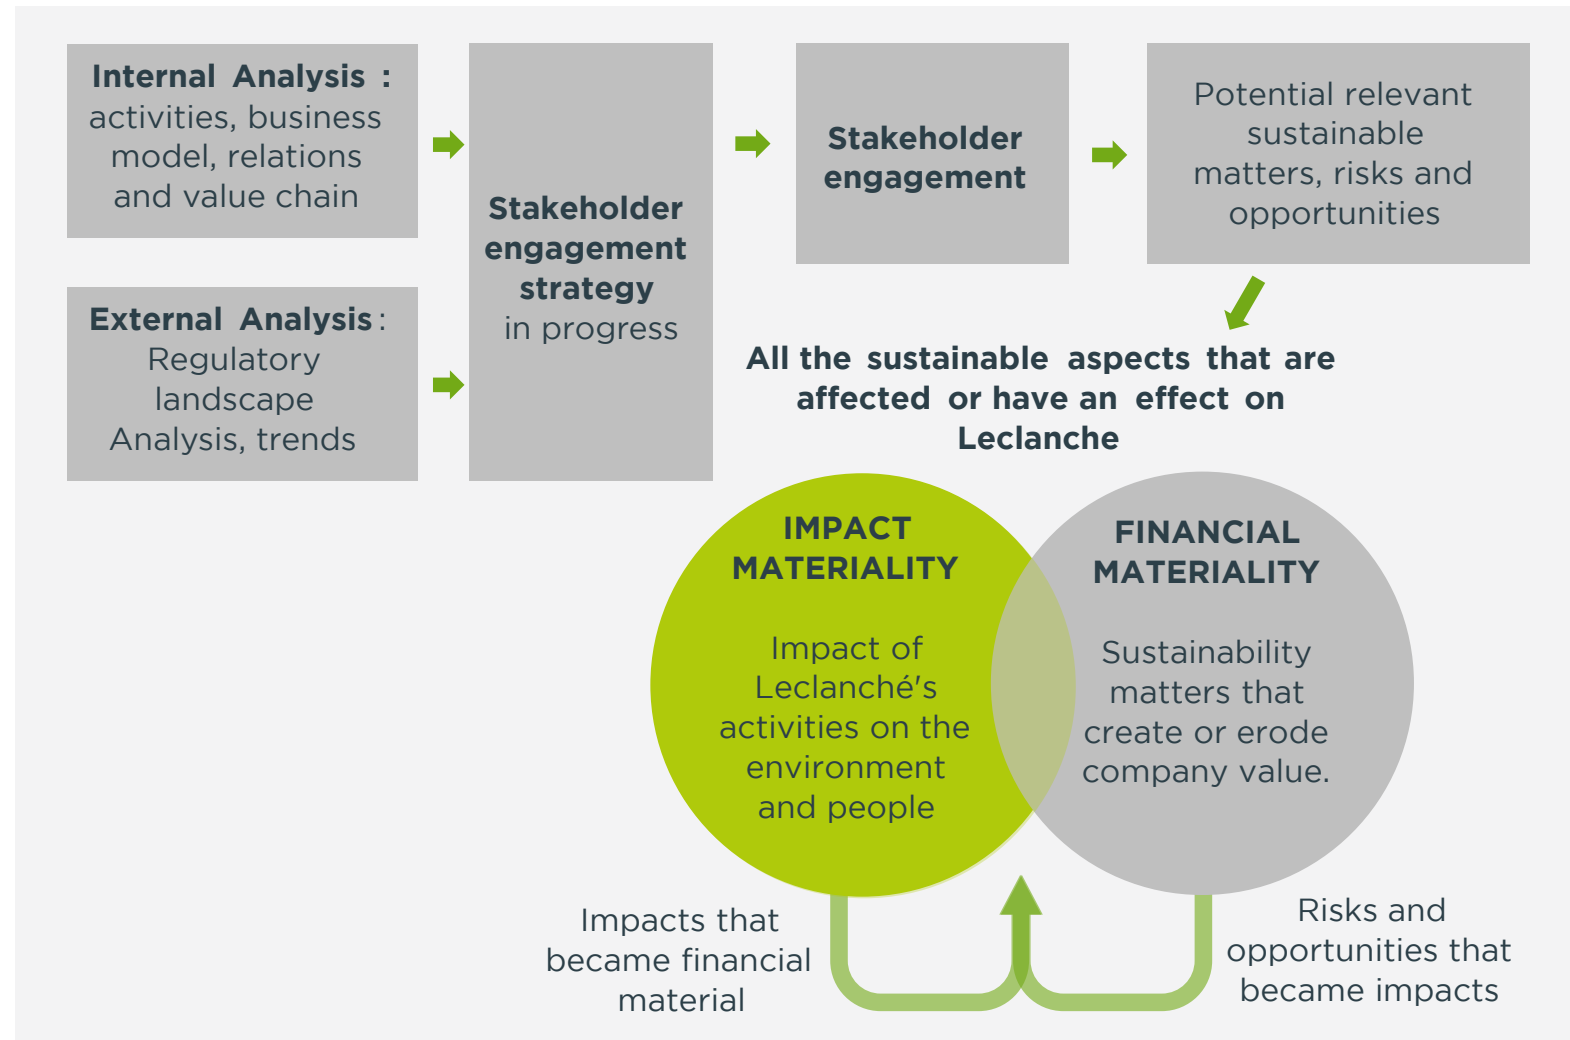 Internal Analysis :
activities, business
model, relations
and value chain
External Analysis :
Regulatory
landscape
Analysis, trends
Stakeholder
engagement
strategy
in progress
Stakeholder
engagement
Potential relevant
sustainable
matters, risks and
opportunities
All the sustainable aspects that are
affected or have an effect on
Leclanche
IMPACT
MATERIALITY
Impact of
Leclanché's
activities on the
environment
and people
FINANCIAL
MATERIALITY
Sustainability
matters that
create or erode
company value.
Impacts that
became financial
material
Risks and
opportunities that
became impacts